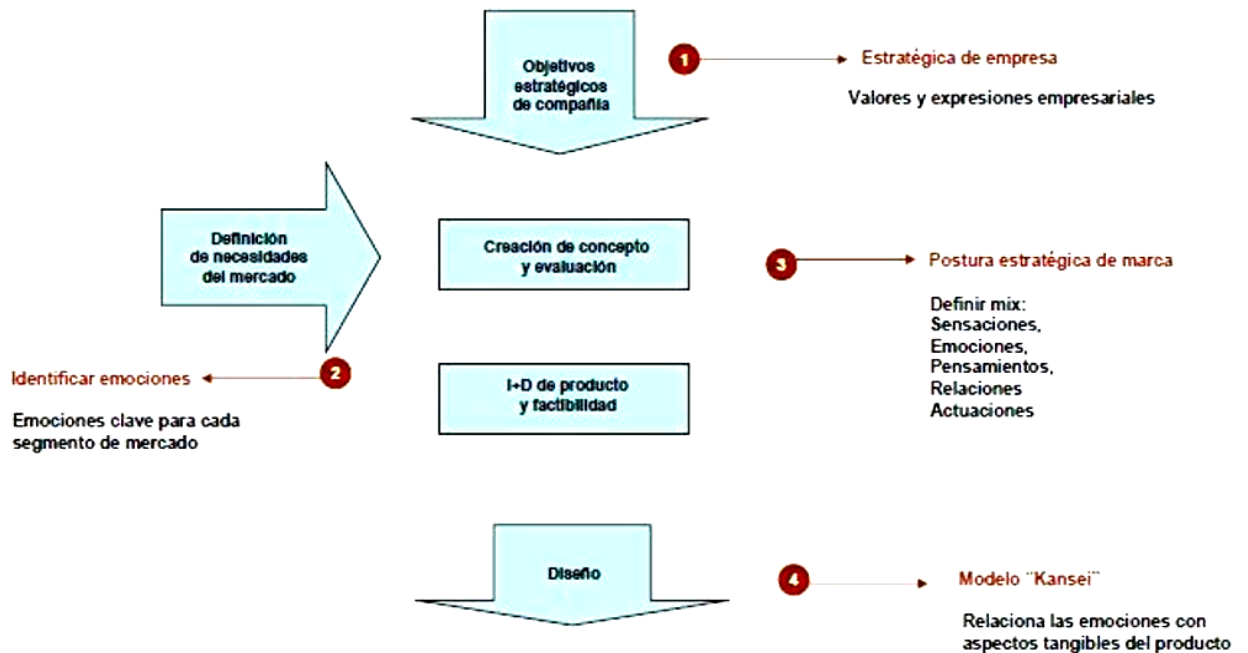 Objetivos
estratégicos
de compañía
1
Estratégica de empresa
Valores y expresiones empresariales
Definición
de necesidades
del mercado
Creación de concepto
y evaluación
3
Postura estratégica de marca
Definir mix:
Sensaciones,
Emociones,
Pensamientos,
Relaciones
Actuaciones
2
Identificar emociones
Emociones clave para cada
segmento de mercado
I+D de producto
y factibilidad
Diseño
4
Modelo ¨Kansei¨
Relaciona las emociones con
aspectos tangibles del producto